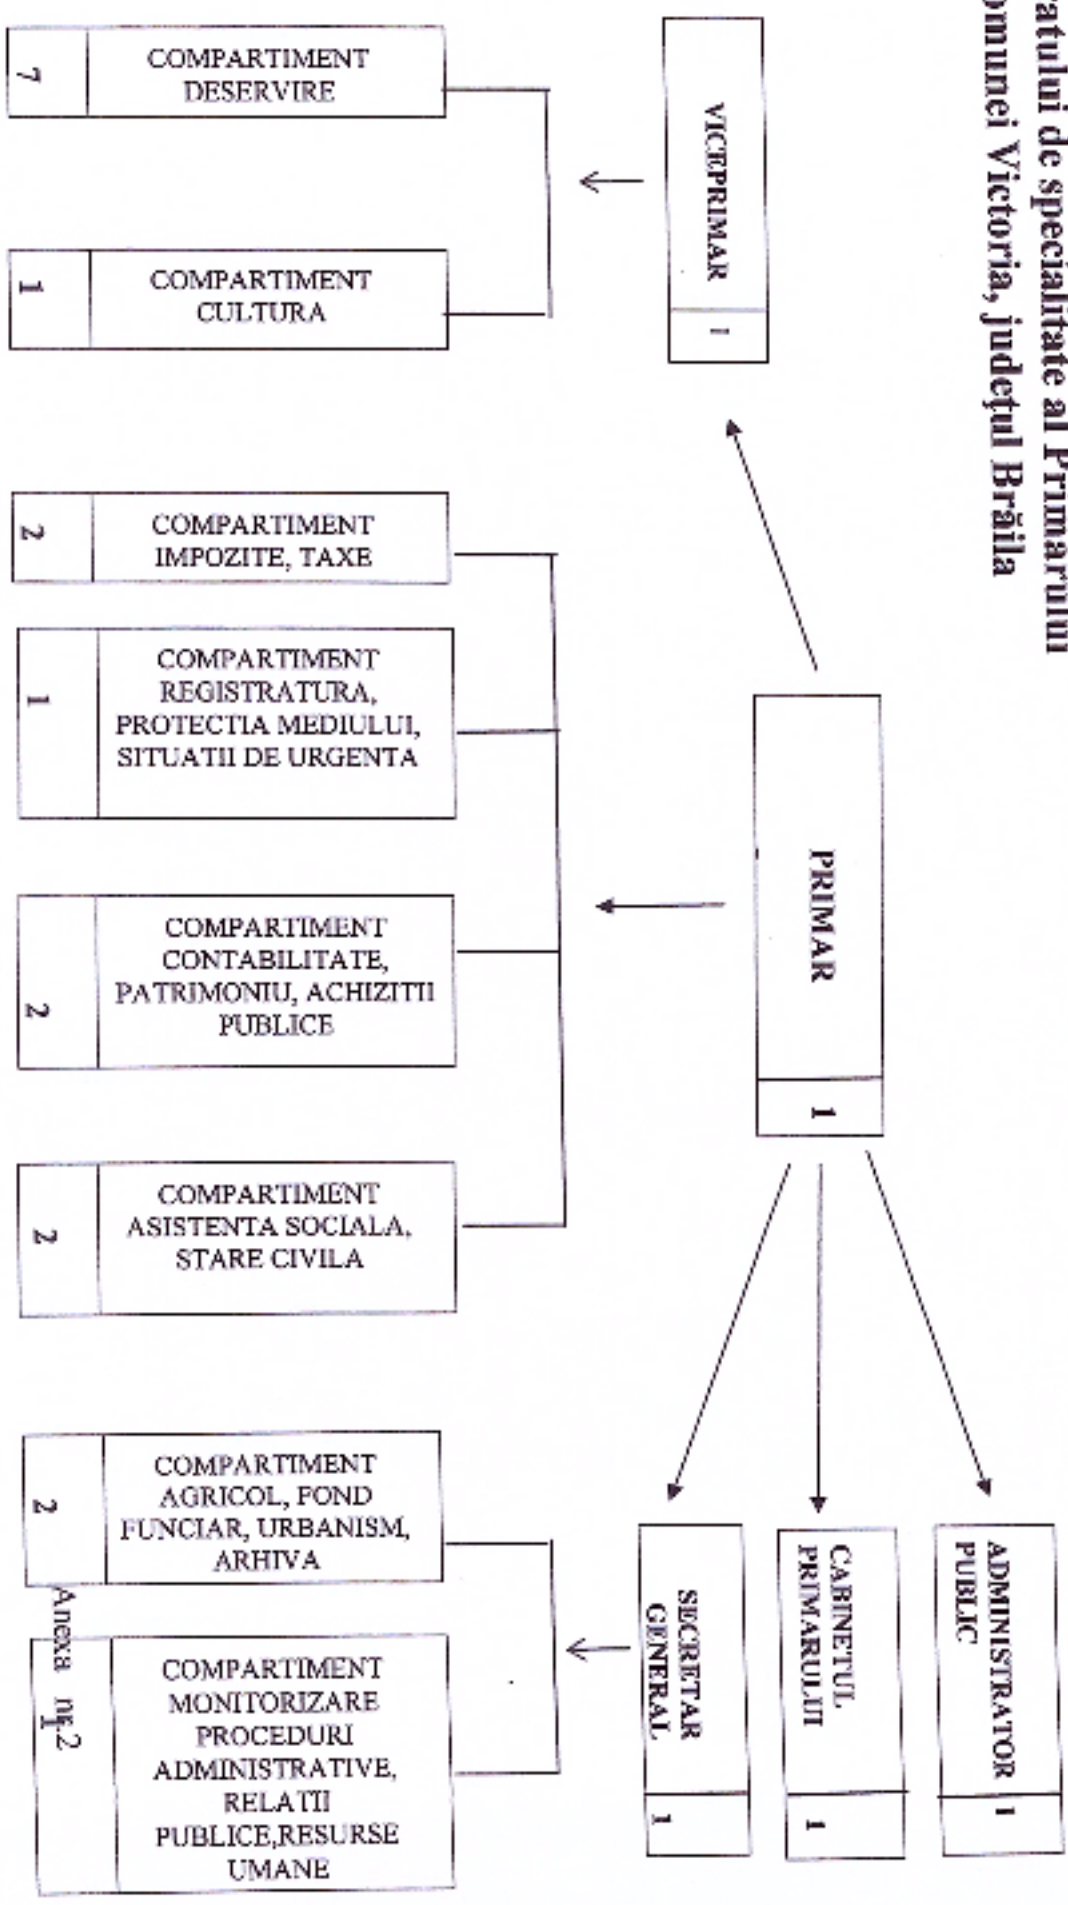 de specialitate al Primarului
Victoria, județul Brăila
PRIMAR
1
VICEPRIMAR
1
ADMINISTRATOR
PUBLIC
1
CABINETUL
PRIMARULUI
1
SECRETAR
GENERAL
1
COMPARTIMENT
DESERVIRE
7
COMPARTIMENT
CULTURA
1
COMPARTIMENT
IMPOZITE, TAXE
2
COMPARTIMENT
REGISTRATURA,
PROTECTIA MEDIULUI,
SITUATII DE URGENTA
1
COMPARTIMENT
CONTABILITATE,
PATRIMONIU, ACHIZITII
PUBLICE
2
COMPARTIMENT
ASISTENTA SOCIALA,
STARE CIVILA
2
COMPARTIMENT
AGRICOL, FOND
FUNCIAR, URBANISM,
ARHIVA
2
COMPARTIMENT
MONITORIZARE
PROCEDURI
ADMINISTRATIVE,
RELATII
PUBLICE,RESURSE
UMANE
1
Anexa nr.2